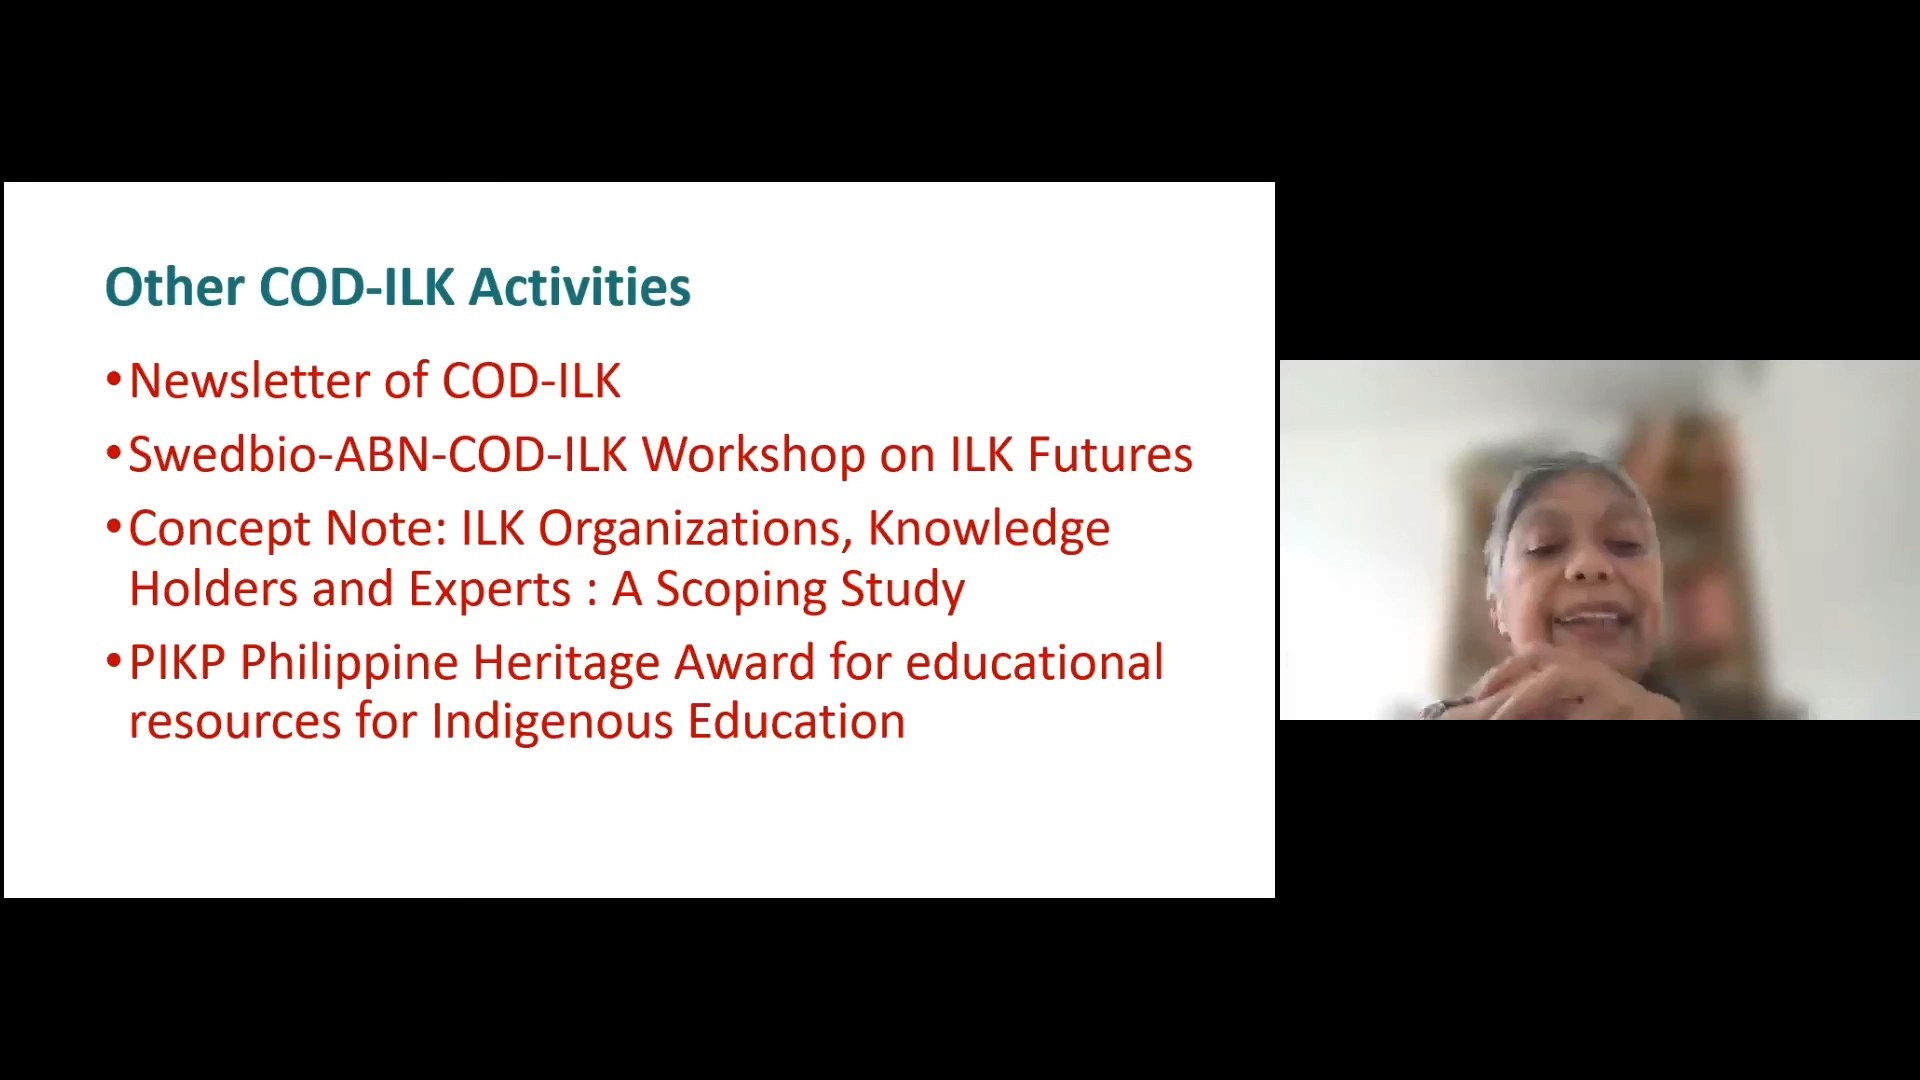 Other COD-ILK Activities
•Newsletter of COD-ILK
•Swedbio-ABN-COD-ILK Workshop on ILK Futures
•Concept Note: ILK Organizations, Knowledge
Holders and Experts : A Scoping Study
•PIKP Philippine Heritage Award for educational
resources for Indigenous Education